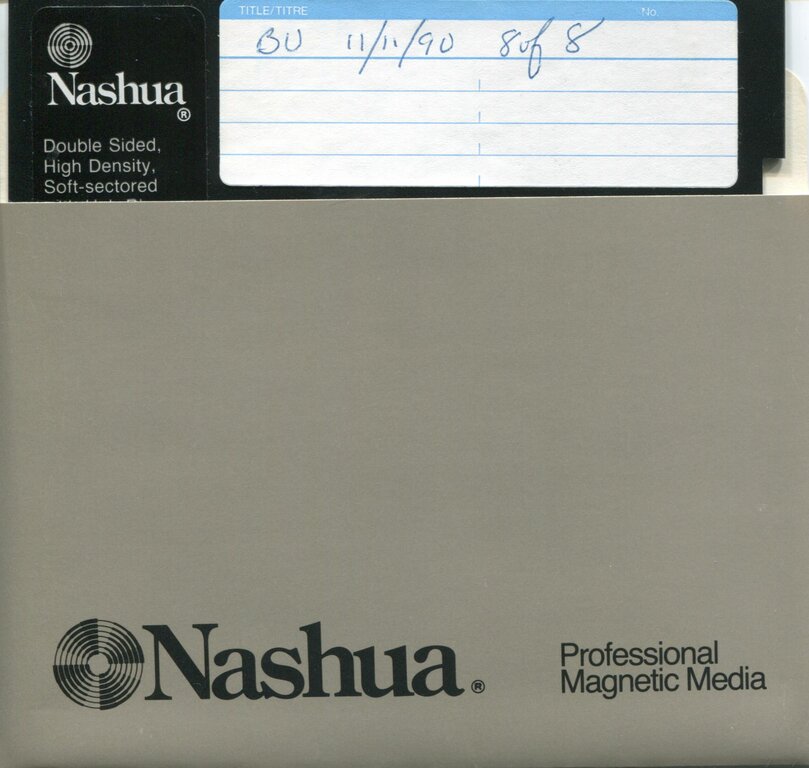 TITLE/TITRE No.
BU 11/11/90 8 of 8
Nashua®
Double Sided,
High Density,
Soft-sectored
Nashua®
Professional
Magnetic Media